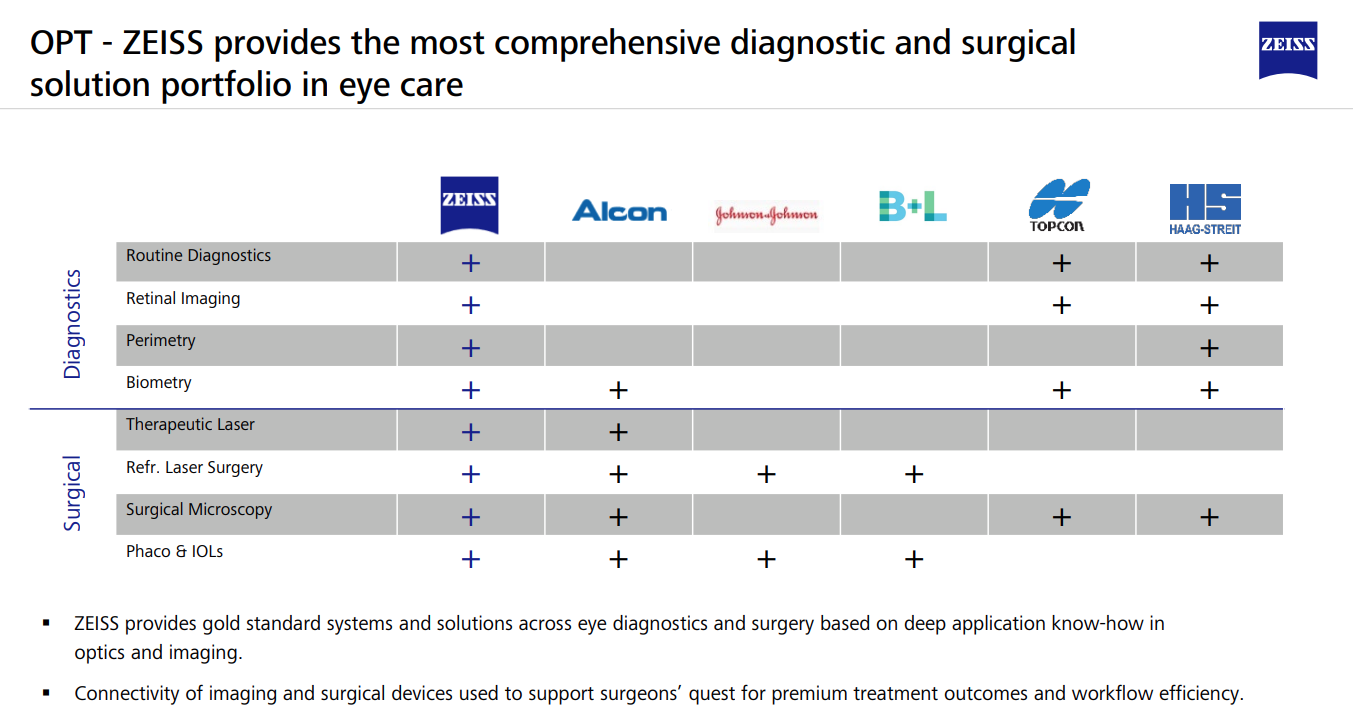 OPT - ZEISS provides the most comprehensive diagnostic and surgical
solution portfolio in eye care
ZEISS
ZEISS
Alcon
Johnson&Johnson
B+L
TOPCON
HS
HAAG-STREIT
Diagnostics
Routine Diagnostics + + +
Retinal Imaging + + +
Perimetry + +
Biometry + + + +
Surgical
Therapeutic Laser + +
Refr. Laser Surgery + + + +
Surgical Microscopy + + + +
Phaco & IOLs + + + +
▪ ZEISS provides gold standard systems and solutions across eye diagnostics and surgery based on deep application know-how in
optics and imaging.
▪ Connectivity of imaging and surgical devices used to support surgeons’ quest for premium treatment outcomes and workflow efficiency.